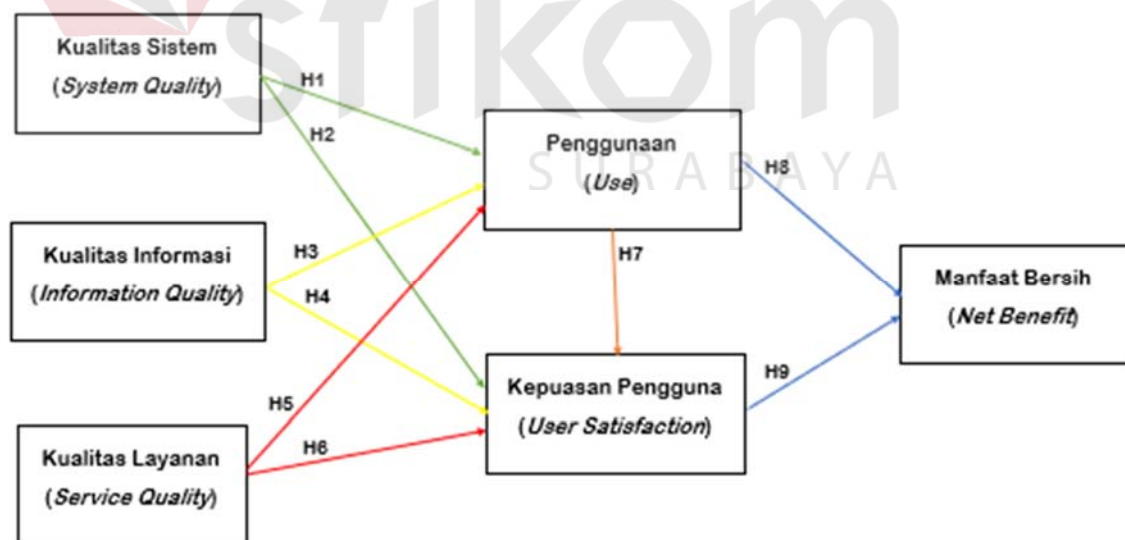 stikom
SURABAYA
Kualitas Sistem
(System Quality)
H1
H2
Penggunaan
(Use)
H8
Kualitas Informasi
(Information Quality)
H3
H4
H7
Manfaat Bersih
(Net Benefit)
Kepuasan Pengguna
(User Satisfaction)
H9
H5
H6
Kualitas Layanan
(Service Quality)